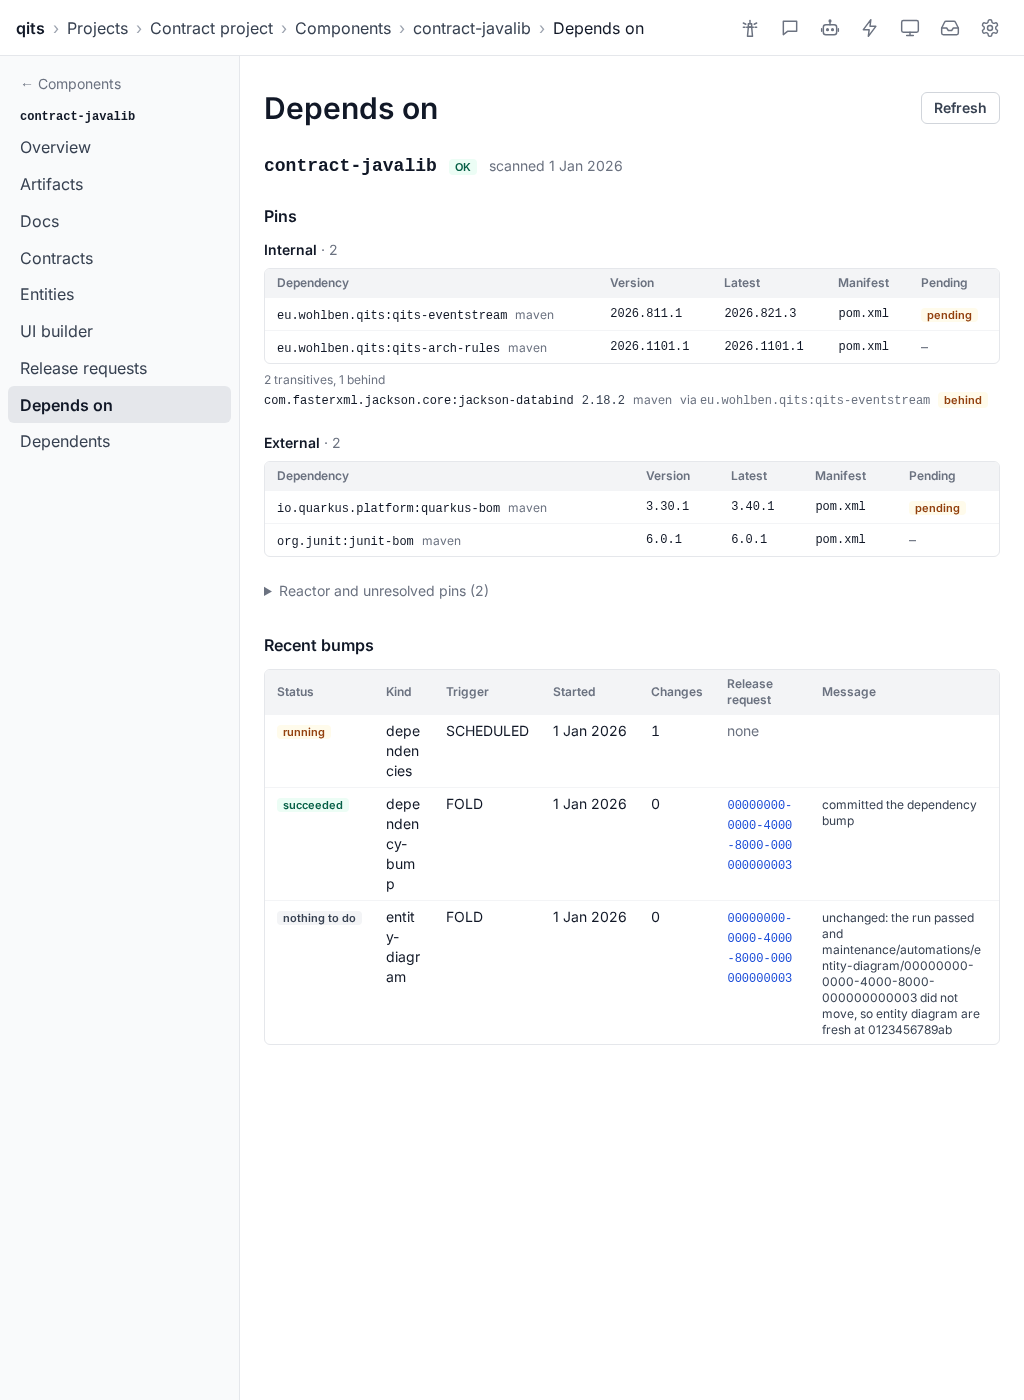 qits › Projects › Contract project › Components › contract-javalib › Depends on
← Components
contract-javalib
Overview
Artifacts
Docs
Contracts
Entities
UI builder
Release requests
Depends on
Dependents
Depends on
Refresh
contract-javalib OK scanned 1 Jan 2026
Pins
Internal · 2
Dependency Version Latest Manifest Pending
eu.wohlben.qits:qits-eventstream maven 2026.811.1 2026.821.3 pom.xml pending
eu.wohlben.qits:qits-arch-rules maven 2026.1101.1 2026.1101.1 pom.xml –
2 transitives, 1 behind
com.fasterxml.jackson.core:jackson-databind 2.18.2 maven via eu.wohlben.qits:qits-eventstream behind
External · 2
Dependency Version Latest Manifest Pending
io.quarkus.platform:quarkus-bom maven 3.30.1 3.40.1 pom.xml pending
org.junit:junit-bom maven 6.0.1 6.0.1 pom.xml –
▶ Reactor and unresolved pins (2)
Recent bumps
Status Kind Trigger Started Changes Release request Message
running depe SCHEDULED 1 Jan 2026 1 none
nden
cies
succeeded depe FOLD 1 Jan 2026 0 00000000- committed the dependency
nden 0000-4000 bump
cy- -8000-000
bum 000000003
p
nothing to do entit FOLD 1 Jan 2026 0 00000000- unchanged: the run passed
y- 0000-4000 and
diagr -8000-000 maintenance/automations/e
am 000000003 ntity-diagram/00000000-
0000-4000-8000-
000000000003 did not
move, so entity diagram are
fresh at 0123456789ab